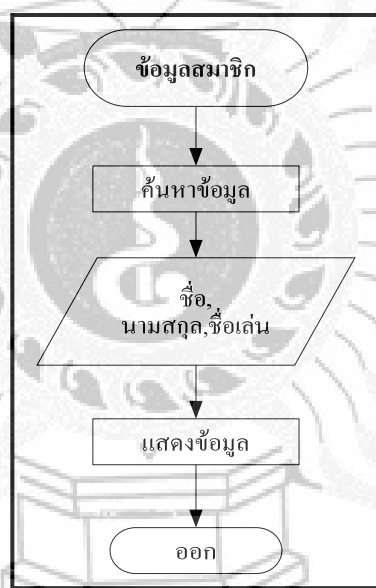 ข้อมูลสมาชิก
ค้นหาข้อมูล
ชื่อ,
นามสกุล,ชื่อเล่น
แสดงข้อมูล
ออก